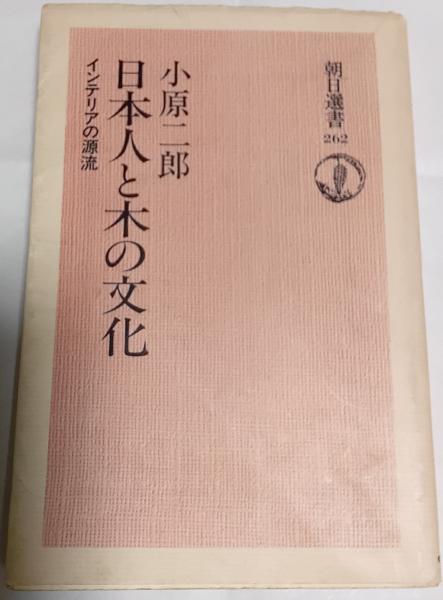 朝日選書
262
小原二郎
日本人と木の文化
インテリアの源流